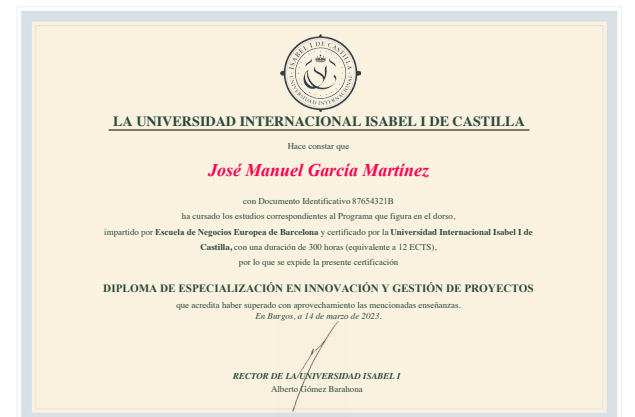 ISABEL I DE CASTILLA
UNIVERSIDAD INTERNACIONAL
LA UNIVERSIDAD INTERNACIONAL ISABEL I DE CASTILLA
Hace constar que
José Manuel García Martínez
con Documento Identificativo 87654321B
ha cursado los estudios correspondientes al Programa que figura en el dorso,
impartido por Escuela de Negocios Europea de Barcelona y certificado por la Universidad Internacional Isabel I de
Castilla, con una duración de 300 horas (equivalente a 12 ECTS),
por lo que se expide la presente certificación
DIPLOMA DE ESPECIALIZACIÓN EN INNOVACIÓN Y GESTIÓN DE PROYECTOS
que acredita haber superado con aprovechamiento las mencionadas enseñanzas.
En Burgos, a 14 de marzo de 2023.
RECTOR DE LA UNIVERSIDAD ISABEL I
Alberto Gómez Barahona